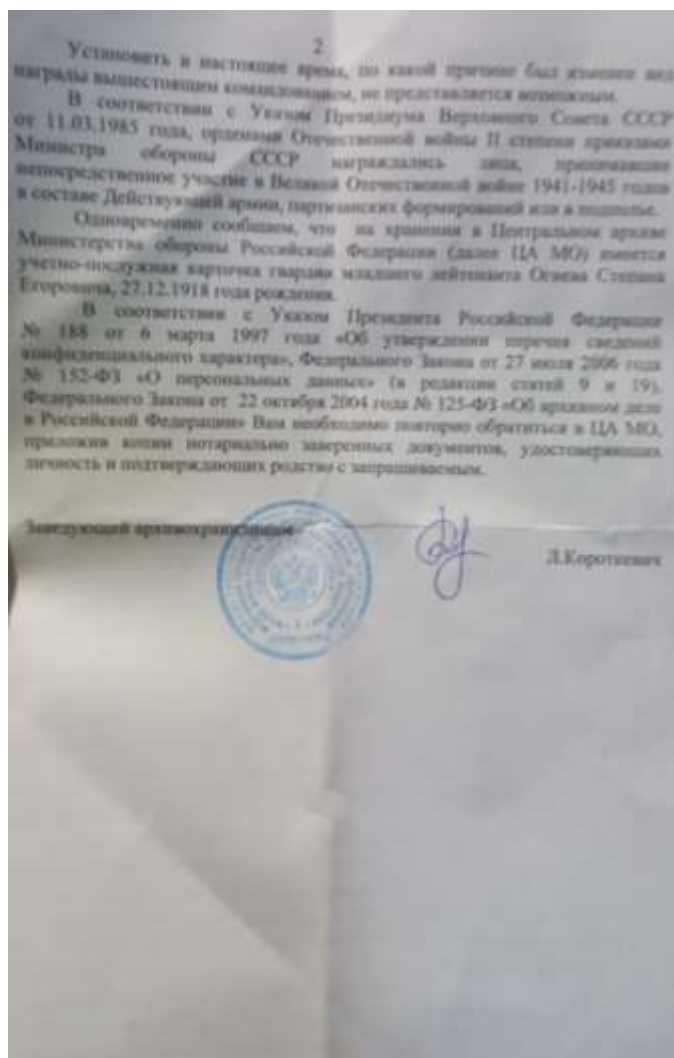 2
Установить в настоящее время, по какой причине был изменен вид
награды вышестоящим командованием, не представляется возможным.
В соответствии с Указом Президиума Верховного Совета СССР
от 11.03.1985 года, орденами Отечественной войны II степени приказами
Министра обороны СССР награждались лица, принимавшие
непосредственное участие в Великой Отечественной войне 1941-1945 годов
в составе Действующей армии, партизанских формирований или в подполье.
Одновременно сообщаем, что на хранении в Центральном архиве
Министерства обороны Российской Федерации (далее ЦА МО) имеется
учетно-послужная карточка гвардии младшего лейтенанта Огаева Степана
Егоровича, 27.12.1918 года рождения.
В соответствии с Указом Президента Российской Федерации
№ 188 от 6 марта 1997 года «Об утверждении перечня сведений
конфиденциального характера», Федерального Закона от 27 июля 2006 года
№ 152-ФЗ «О персональных данных» (в редакции статей 9 и 19),
Федерального Закона от 22 октября 2004 года № 125-ФЗ «Об архивном деле
в Российской Федерации» Вам необходимо повторно обратиться в ЦА МО,
приложив копии нотариально заверенных документов, удостоверяющих
личность и подтверждающих родство с запрашиваемым.
Заведующий архивохранилищем
Л.Короткевич